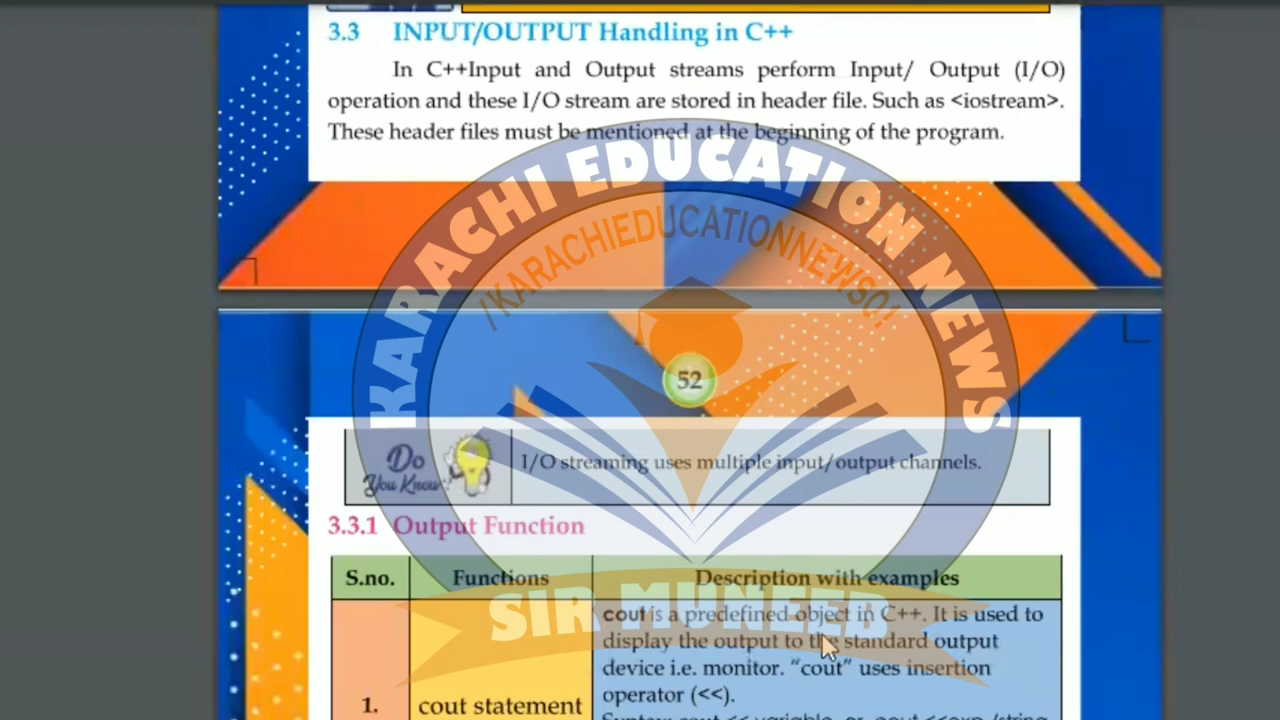 3.3 INPUT/OUTPUT Handling in C++
In C++Input and Output streams perform Input/ Output (I/O)
operation and these I/O stream are stored in header file. Such as <iostream>.
These header files must be mentioned at the beginning of the program.
KARACHI EDUCATION NEWS
/KARACHIEDUCATIONNEWS01
52
Do
You Know?
I/O streaming uses multiple input/output channels.
3.3.1 Output Function
S.no. Functions Description with examples
SIR MUNEEB
1. cout statement
cout is a predefined object in C++. It is used to
display the output to the standard output
device i.e. monitor. "cout" uses insertion
operator (<<).